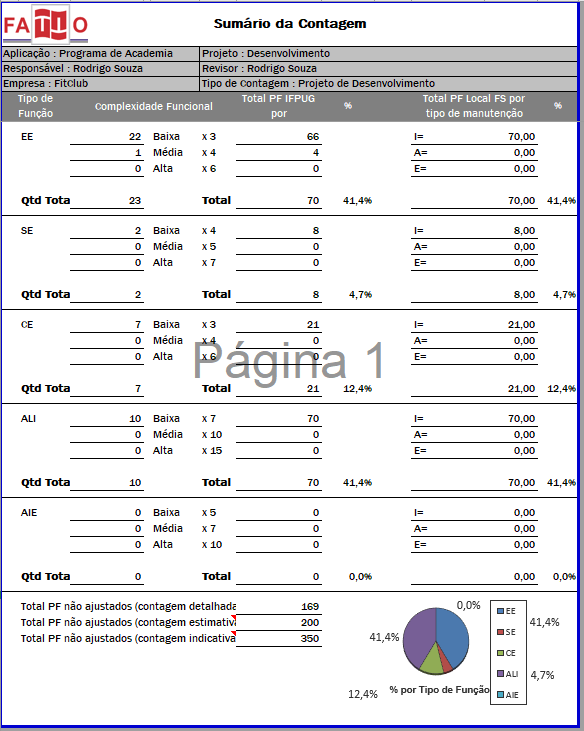 FATTO
Sumário da Contagem
Aplicação : Programa de Academia Projeto : Desenvolvimento
Responsável : Rodrigo Souza Revisor : Rodrigo Souza
Empresa : FitClub Tipo de Contagem : Projeto de Desenvolvimento
Tipo de Função Complexidade Funcional Total PF IFPUG por % Total PF Local FS por tipo de manutenção %
EE 22 Baixa x 3 66 I= 70,00
1 Média x 4 4 A= 0,00
0 Alta x 6 0 E= 0,00
Qtd Tota 23 Total 70 41,4% 70,00 41,4%
SE 2 Baixa x 4 8 I= 8,00
0 Média x 5 0 A= 0,00
0 Alta x 7 0 E= 0,00
Qtd Tota 2 Total 8 4,7% 8,00 4,7%
CE 7 Baixa x 3 21 I= 21,00
0 Média x 4 0 A= 0,00
0 Alta x 6 0 E= 0,00
Página 1
Qtd Tota 7 Total 21 12,4% 21,00 12,4%
ALI 10 Baixa x 7 70 I= 70,00
0 Média x 10 0 A= 0,00
0 Alta x 15 0 E= 0,00
Qtd Tota 10 Total 70 41,4% 70,00 41,4%
AIE 0 Baixa x 5 0 I= 0,00
0 Média x 7 0 A= 0,00
0 Alta x 10 0 E= 0,00
Qtd Tota 0 Total 0 0,0% 0,00 0,0%
Total PF não ajustados (contagem detalhada 169
Total PF não ajustados (contagem estimativa 200
Total PF não ajustados (contagem indicativa 350
0,0%
41,4%
41,4%
4,7%
12,4%
% por Tipo de Função
EE
SE
CE
ALI
AIE